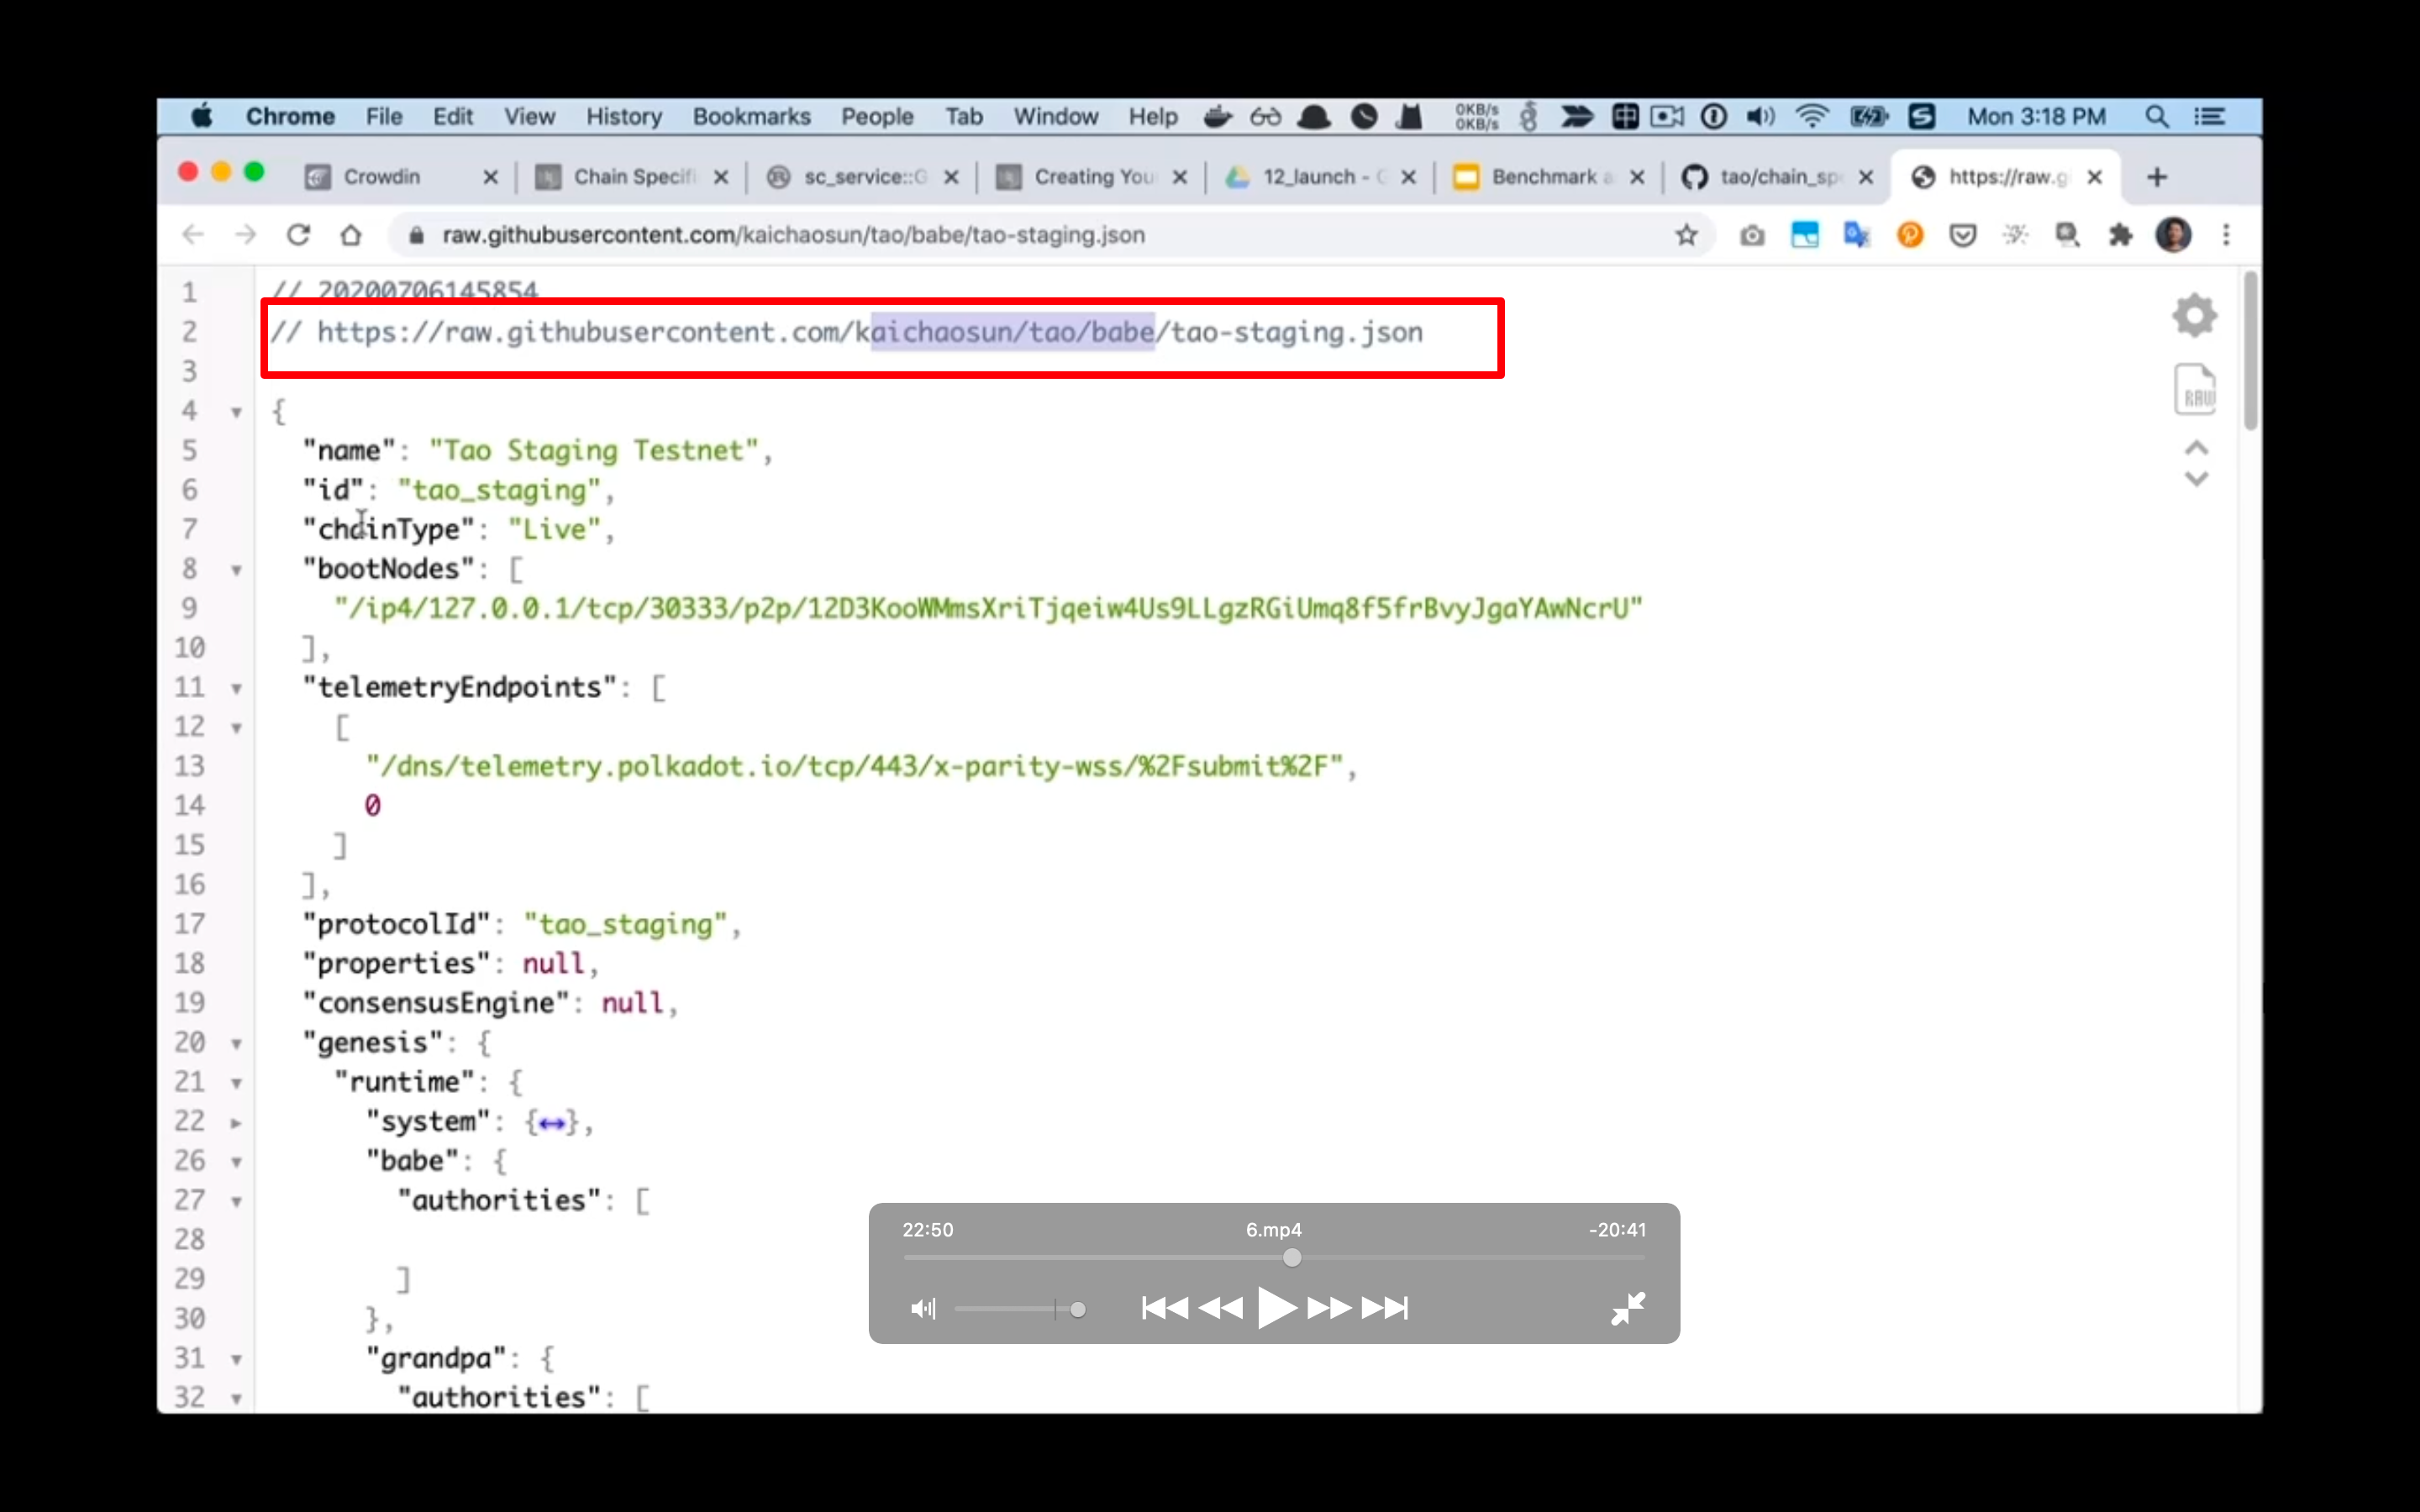 Chrome File Edit View History Bookmarks People Tab Window Help 0KB/s 0KB/s Mon 3:18 PM
Crowdin Chain Specifi sc_service::G Creating You 12_launch - G Benchmark a tao/chain_sp https://raw.g
raw.githubusercontent.com/kaichaosun/tao/babe/tao-staging.json
1 // 20200706145854
2 // https://raw.githubusercontent.com/kaichaosun/tao/babe/tao-staging.json
3
4 {
5 "name": "Tao Staging Testnet",
6 "id": "tao_staging",
7 "chainType": "Live",
8 "bootNodes": [
9 "/ip4/127.0.0.1/tcp/30333/p2p/12D3KooWMmsXriTjqeiw4Us9LLgzRGiUmq8f5frBvyJgaYAwNcrU"
10 ],
11 "telemetryEndpoints": [
12 [
13 "/dns/telemetry.polkadot.io/tcp/443/x-parity-wss/%2Fsubmit%2F",
14 0
15 ]
16 ],
17 "protocolId": "tao_staging",
18 "properties": null,
19 "consensusEngine": null,
20 "genesis": {
21 "runtime": {
22 "system": {↔},
26 "babe": {
27 "authorities": [
28
29 ]
30 },
31 "grandpa": {
32 "authorities": [
RAW
22:50 6.mp4 -20:41